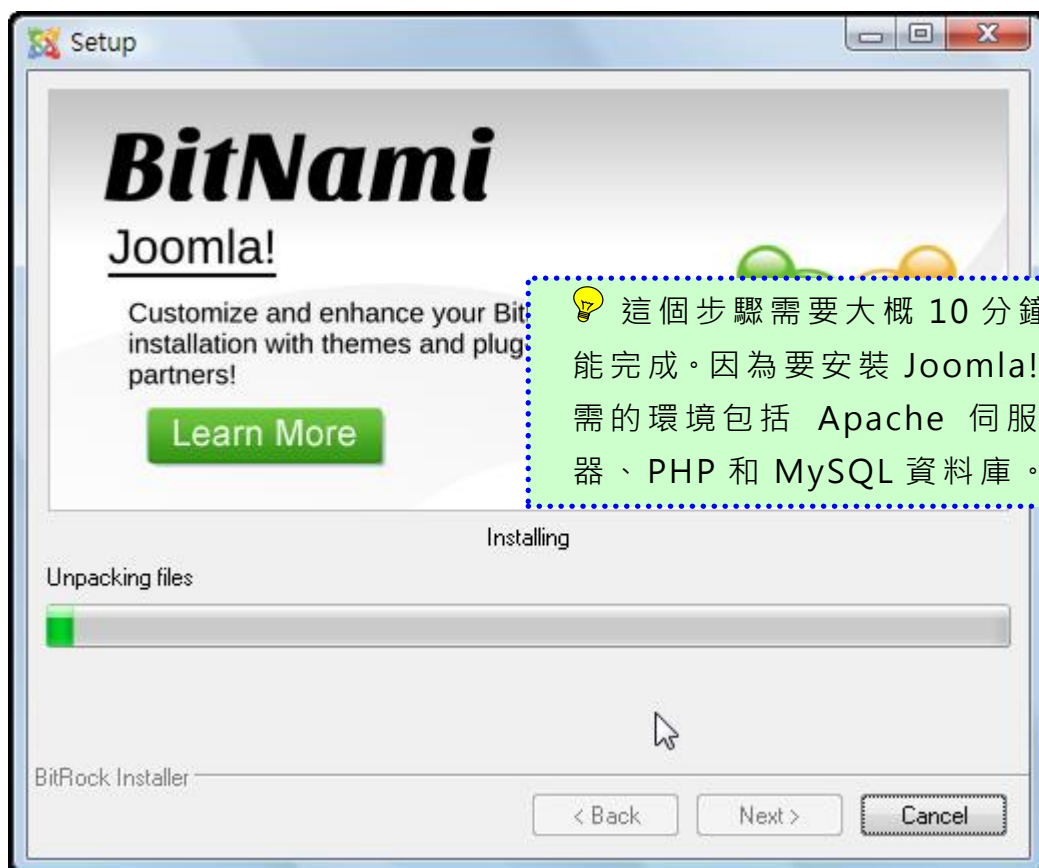 Setup
BitNami
Joomla!
Customize and enhance your Bit
installation with themes and plug
partners!
Learn More
這個步驟需要大概 10 分鐘
能完成。因為要安裝 Joomla!
需的環境包括 Apache 伺服
器、PHP 和 MySQL 資料庫。
Installing
Unpacking files
BitRock Installer
< Back
Next >
Cancel